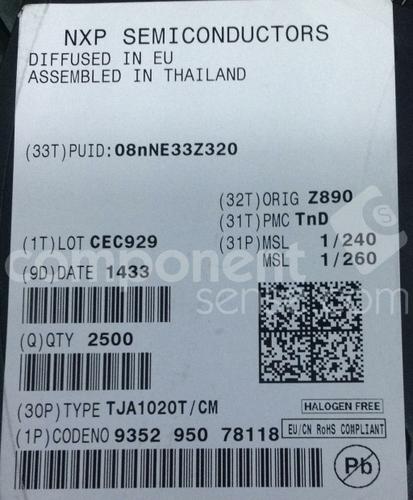 NXP SEMICONDUCTORS
DIFFUSED IN EU
ASSEMBLED IN THAILAND
(33T)PUID:08nNE33Z320
(32T)ORIG Z890
(31T)PMC TnD
(1T)LOT CEC929 (31P)MSL 1/240
(9D)DATE 1433 MSL 1/260
component
sense.com
(Q)QTY 2500
(30P)TYPE TJA1020T/CM HALOGEN FREE
(1P)CODENO 9352 950 78118 EU/CN RoHS COMPLIANT
Pb